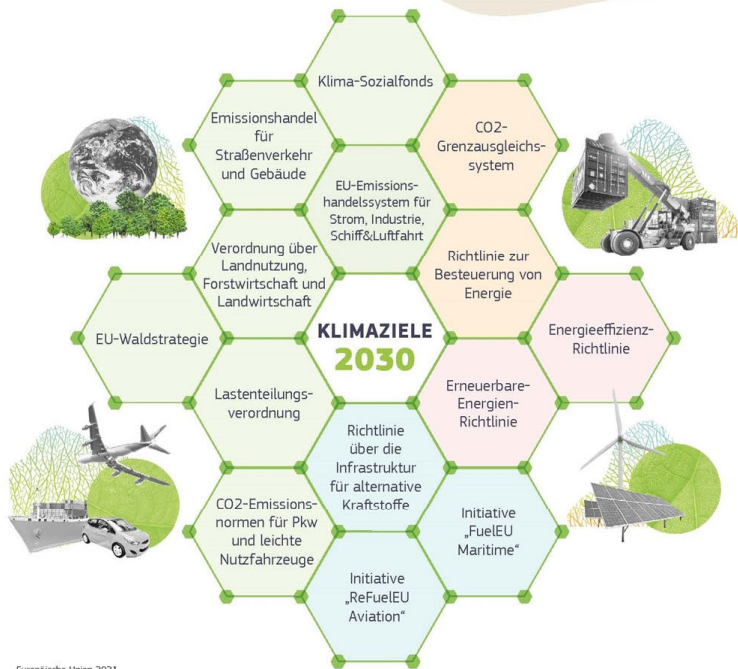 Klima-Sozialfonds
Emissionshandel
für
Straßenverkehr
und Gebäude
CO2-
Grenzausgleichs-
system
EU-Emissions-
handelssystem für
Strom, Industrie,
Schiff&Luftfahrt
Verordnung über
Landnutzung,
Forstwirtschaft und
Landwirtschaft
Richtlinie zur
Besteuerung von
Energie
EU-Waldstrategie
KLIMAZIELE
2030
Energieeffizienz-
Richtlinie
Lastenteilungs-
verordnung
Erneuerbare-
Energien-
Richtlinie
Richtlinie
über die
Infrastruktur
für alternative
Kraftstoffe
CO2-Emissions-
normen für Pkw
und leichte
Nutzfahrzeuge
Initiative
„FuelEU
Maritime“
Initiative
„ReFuelEU
Aviation“
Europäische Union 2021